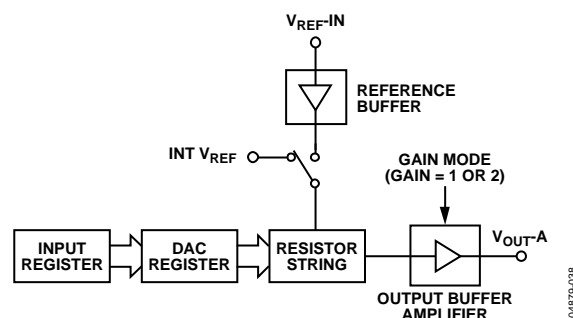 VREF-IN
REFERENCE
BUFFER
INT VREF
GAIN MODE
(GAIN = 1 OR 2)
INPUT
REGISTER
DAC
REGISTER
RESISTOR
STRING
VOUT-A
OUTPUT BUFFER
AMPLIFIER
04879-038